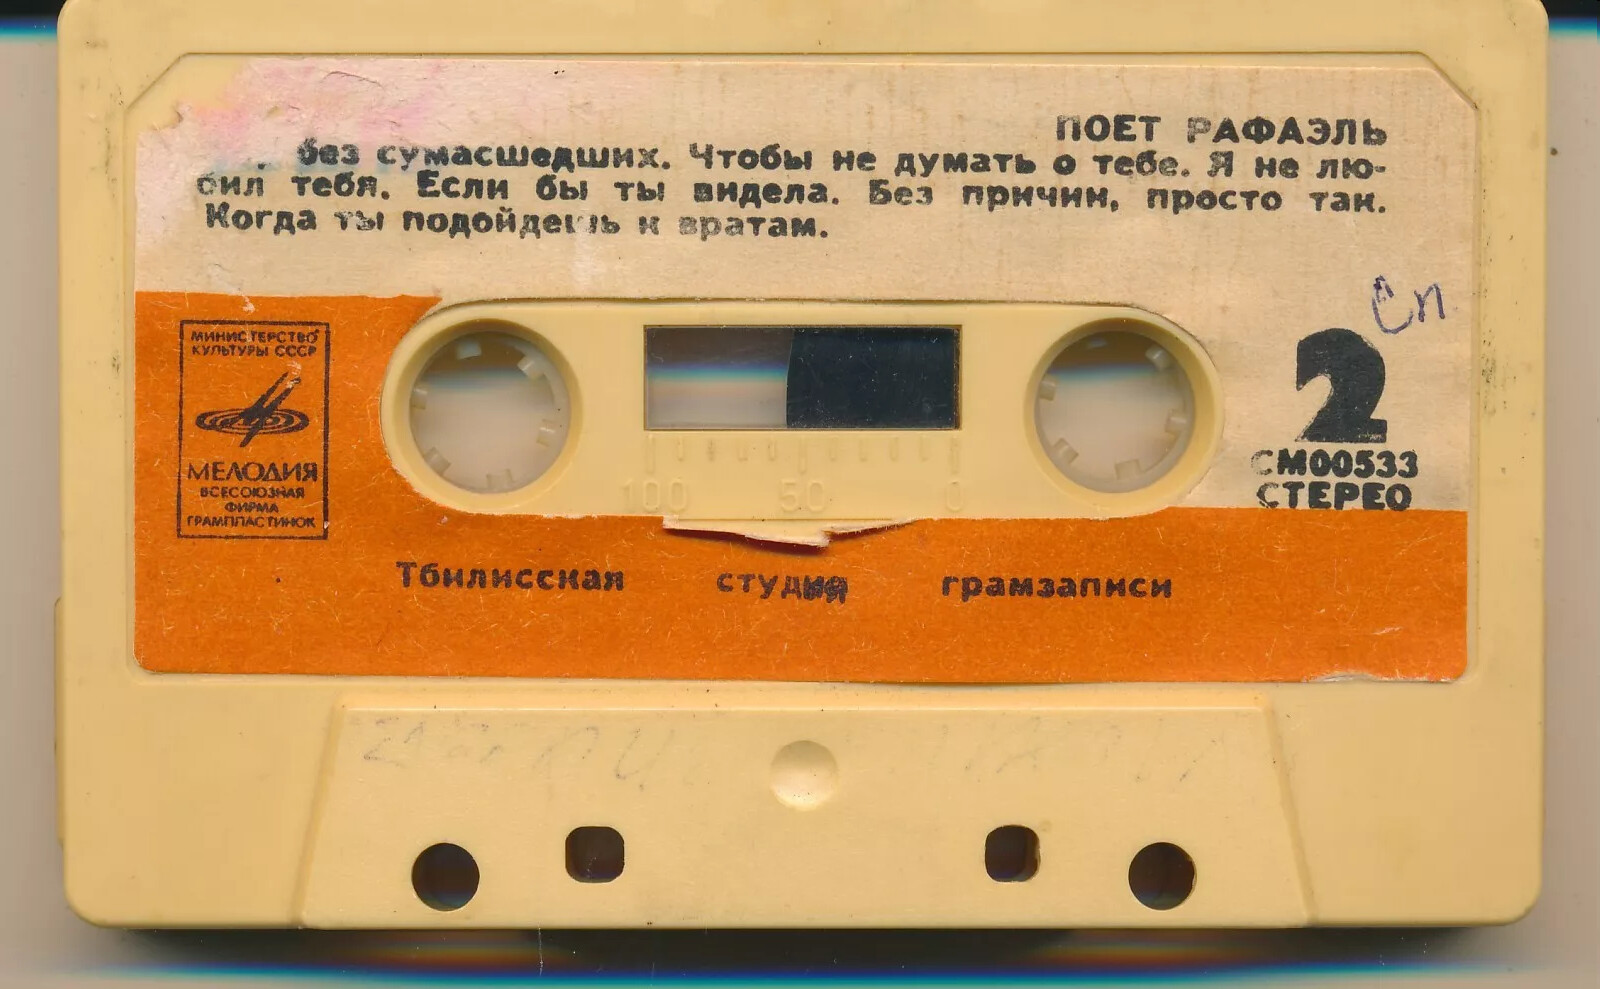 ПОЕТ РАФАЭЛЬ
без сумасшедших. Чтобы не думать о тебе. Я не лю-
бил тебя. Если бы ты видела. Без причин, просто так.
Когда ты подойдешь к вратам.
МИНИСТЕРСТВО
КУЛЬТУРЫ СССР
МЕЛОДИЯ
ВСЕСОЮЗНАЯ
ФИРМА
ГРАМПЛАСТИНОК
2
СМ00533
СТЕРЕО
100 50 0
Тбилисская студия грамзаписи